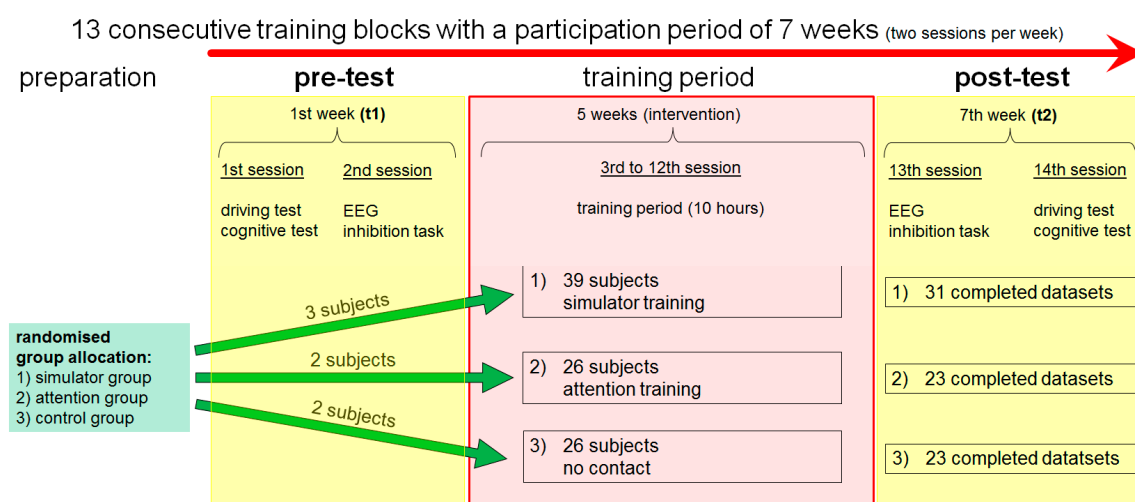 13 consecutive training blocks with a participation period of 7 weeks (two sessions per week)
preparation
pre-test
training period
post-test
1st week (t1)
5 weeks (intervention)
7th week (t2)
1st session
2nd session
3rd to 12th session
13th session
14th session
driving test
cognitive test
EEG
inhibition task
training period (10 hours)
EEG
inhibition task
driving test
cognitive test
randomised
group allocation:
1) simulator group
2) attention group
3) control group
3 subjects
2 subjects
2 subjects
1) 39 subjects
simulator training
2) 26 subjects
attention training
3) 26 subjects
no contact
1) 31 completed datasets
2) 23 completed datasets
3) 23 completed datatsets